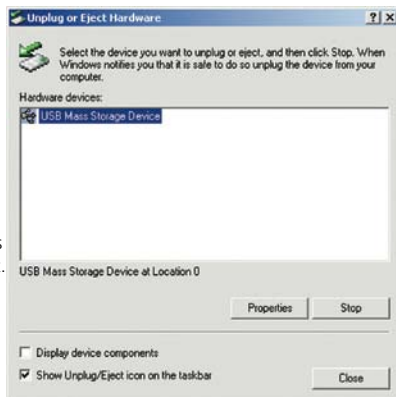 Unplug or Eject Hardware
Select the device you want to unplug or eject, and then click Stop. When
Windows notifies you that it is safe to do so unplug the device from your
computer.
Hardware devices:
USB Mass Storage Device
USB Mass Storage Device at Location 0
Properties
Stop
Display device components
Show Unplug/Eject icon on the taskbar
Close